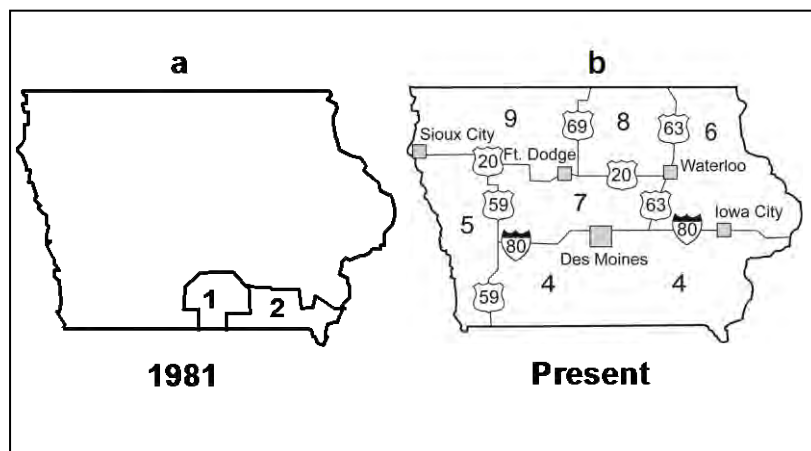 a
1
2
1981
b
9
69
8
63
6
Sioux City
20
Ft. Dodge
20
Waterloo
59
7
63
Iowa City
5
80
Des Moines
80
59
4
4
Present